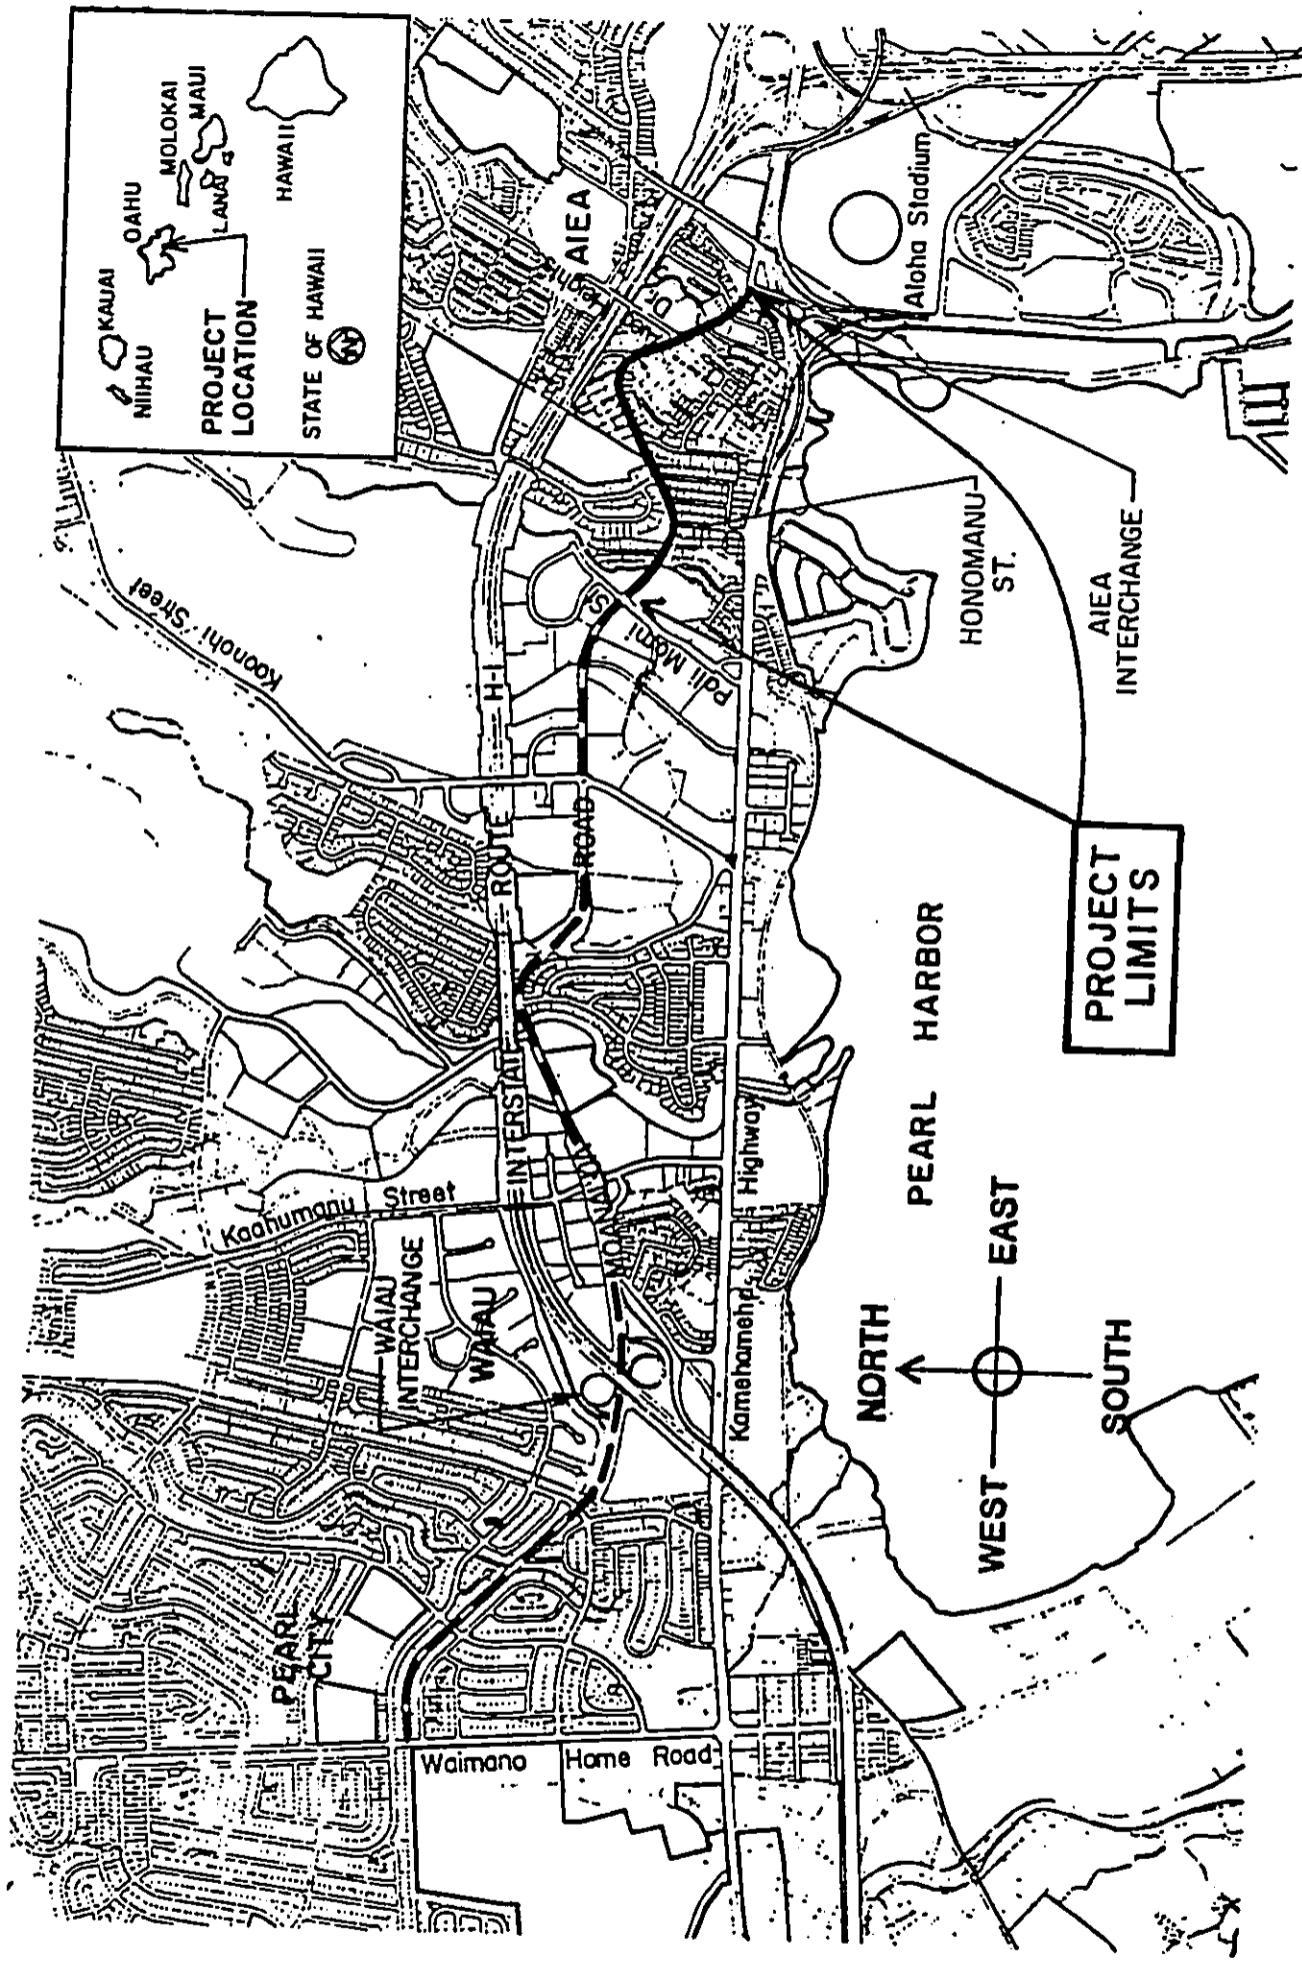 NIIHAU
KAUAI
OAHU
MOLOKAI
MAUI
LANAI
HAWAII
PROJECT
LOCATION
STATE OF HAWAII
PEARL
CITY
Waimano Home Road
WAIAU
INTERCHANGE
WAIAU
Kaahumanu Street
Kaonohi Street
INTERSTATE ROUTE H-1
MOANALUA ROAD
Kamehameha Highway
Pali Momi St
AIEA
Dr.
Aloha Stadium
HONOMANU
ST.
AIEA
INTERCHANGE
PEARL HARBOR
PROJECT
LIMITS
NORTH
WEST
EAST
SOUTH